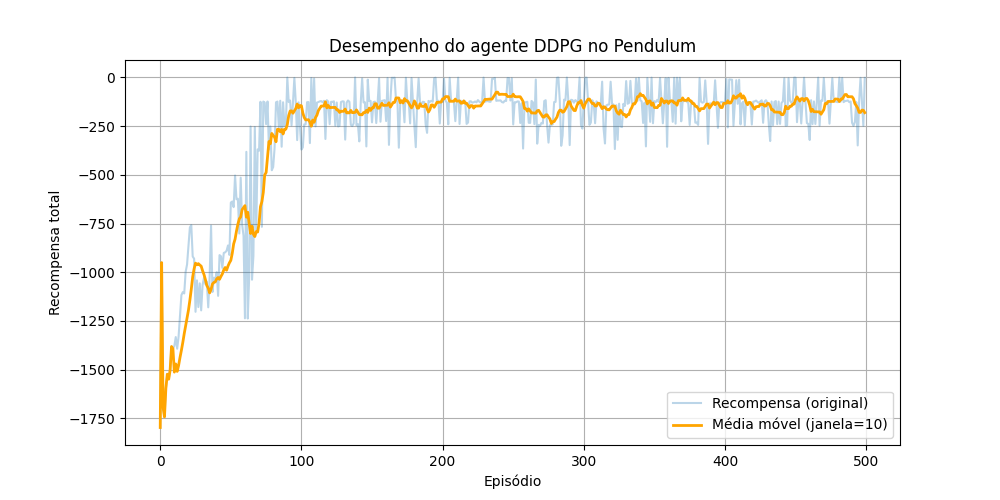 Desempenho do agente DDPG no Pendulum
0
−250
−500
−750
−1000
−1250
−1500
−1750
Recompensa total
0
100
200
300
400
500
Episódio
Recompensa (original)
Média móvel (janela=10)